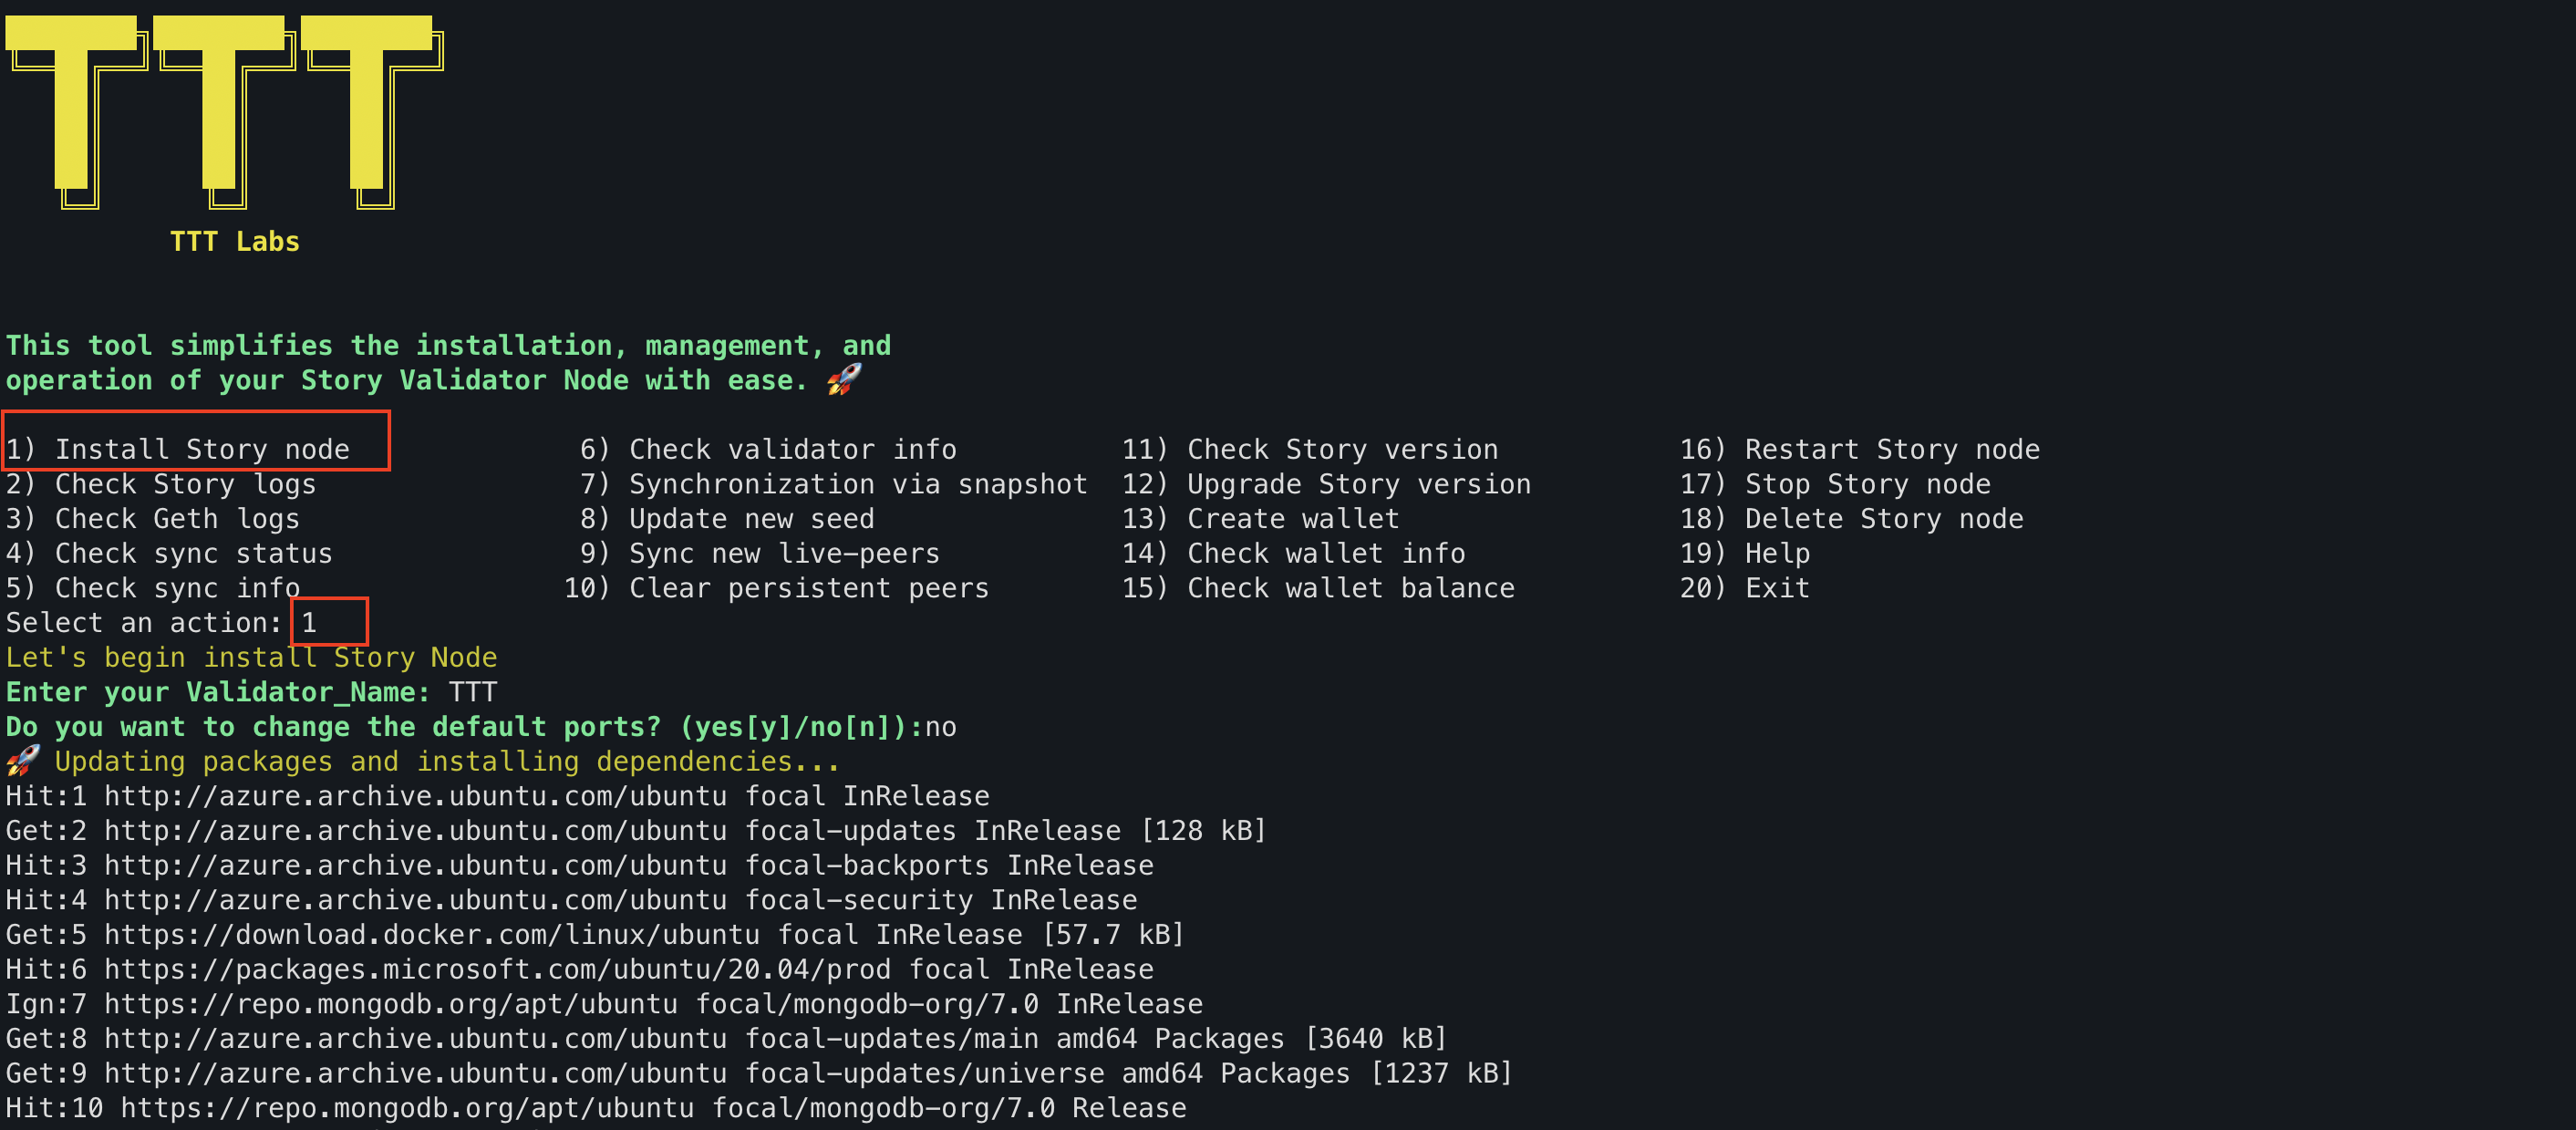 TTT
TTT Labs
This tool simplifies the installation, management, and
operation of your Story Validator Node with ease. 🚀
1) Install Story node 6) Check validator info 11) Check Story version 16) Restart Story node
2) Check Story logs 7) Synchronization via snapshot 12) Upgrade Story version 17) Stop Story node
3) Check Geth logs 8) Update new seed 13) Create wallet 18) Delete Story node
4) Check sync status 9) Sync new live-peers 14) Check wallet info 19) Help
5) Check sync info 10) Clear persistent peers 15) Check wallet balance 20) Exit
Select an action: 1
Let's begin install Story Node
Enter your Validator_Name: TTT
Do you want to change the default ports? (yes[y]/no[n]):no
🚀 Updating packages and installing dependencies...
Hit:1 http://azure.archive.ubuntu.com/ubuntu focal InRelease
Get:2 http://azure.archive.ubuntu.com/ubuntu focal-updates InRelease [128 kB]
Hit:3 http://azure.archive.ubuntu.com/ubuntu focal-backports InRelease
Hit:4 http://azure.archive.ubuntu.com/ubuntu focal-security InRelease
Get:5 https://download.docker.com/linux/ubuntu focal InRelease [57.7 kB]
Hit:6 https://packages.microsoft.com/ubuntu/20.04/prod focal InRelease
Ign:7 https://repo.mongodb.org/apt/ubuntu focal/mongodb-org/7.0 InRelease
Get:8 http://azure.archive.ubuntu.com/ubuntu focal-updates/main amd64 Packages [3640 kB]
Get:9 http://azure.archive.ubuntu.com/ubuntu focal-updates/universe amd64 Packages [1237 kB]
Hit:10 https://repo.mongodb.org/apt/ubuntu focal/mongodb-org/7.0 Release